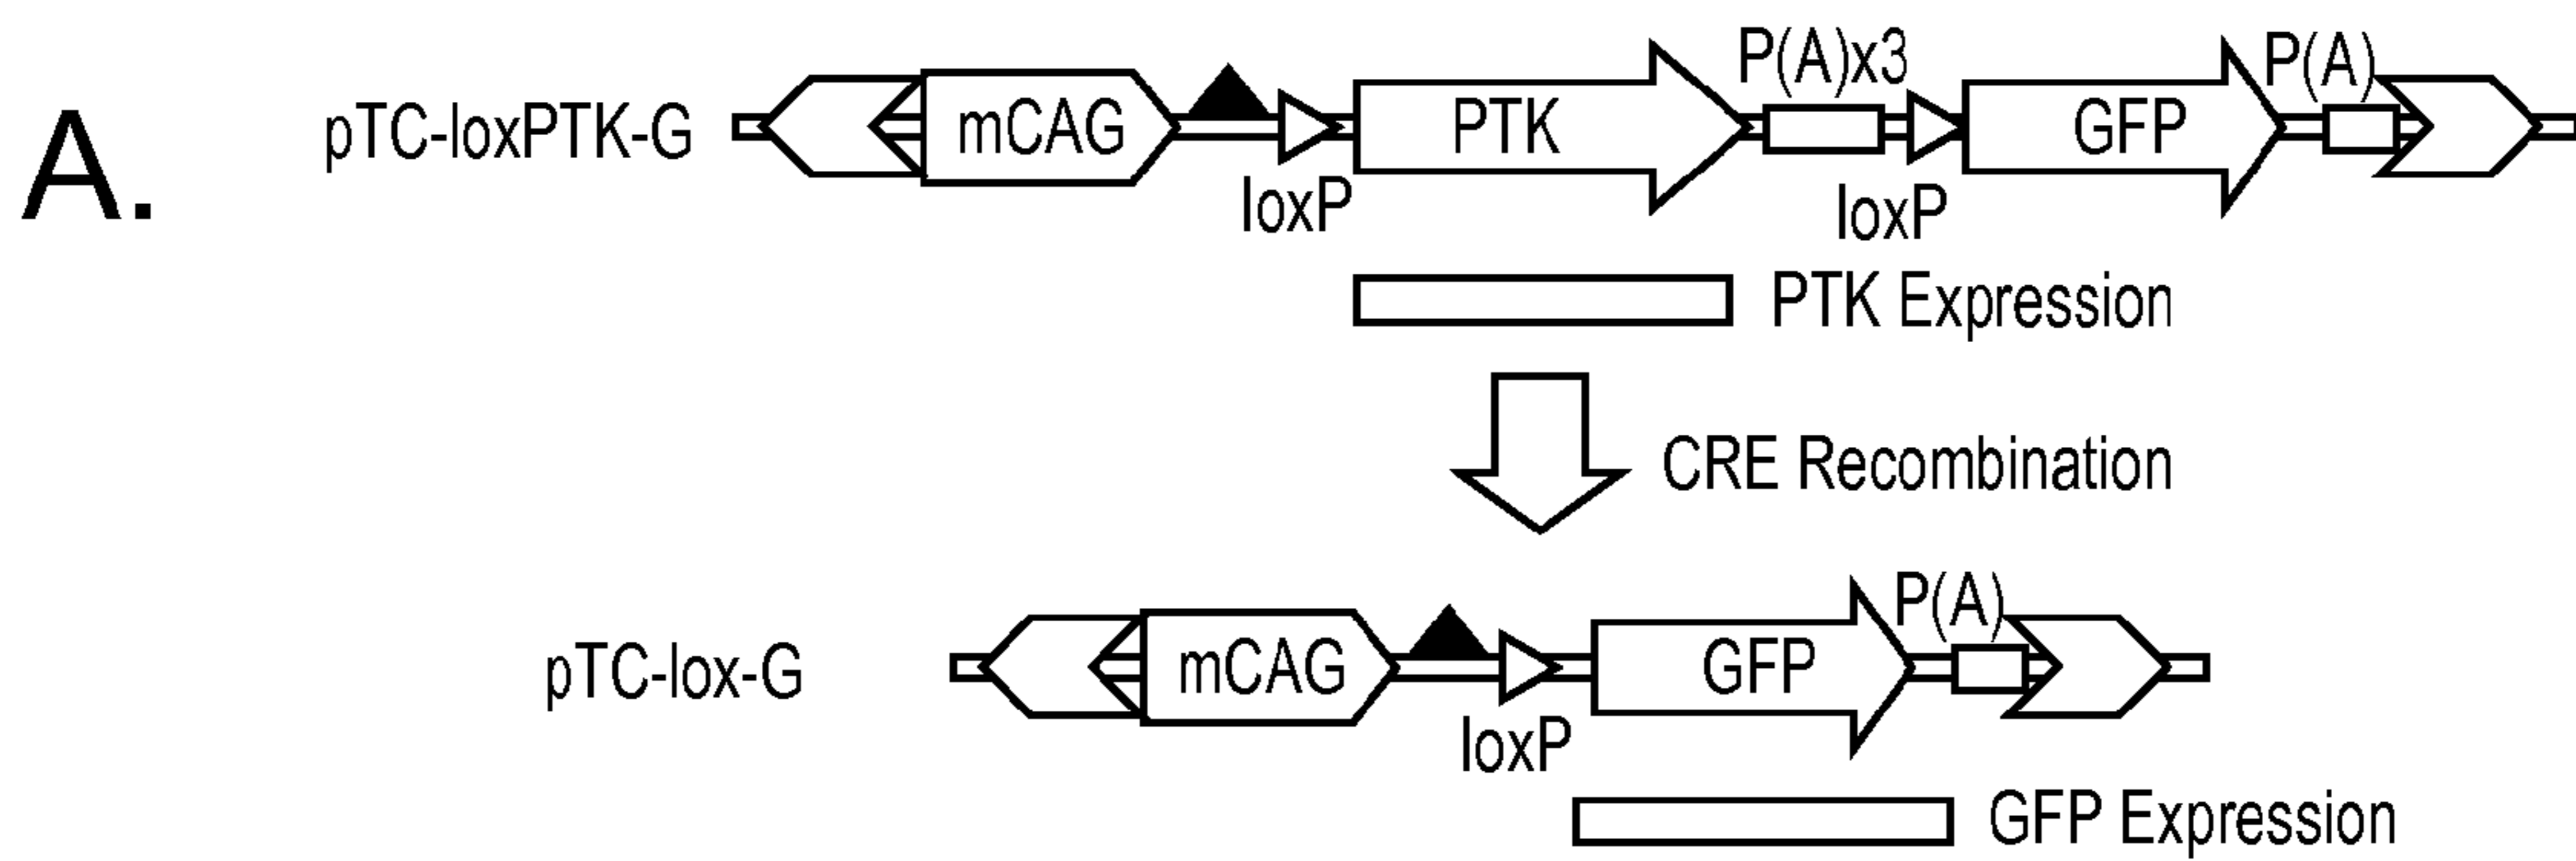 A.
pTC-loxPTK-G
mCAG
loxP
PTK
P(A)x3
loxP
GFP
P(A)
PTK Expression
CRE Recombination
pTC-lox-G
mCAG
loxP
GFP
P(A)
GFP Expression